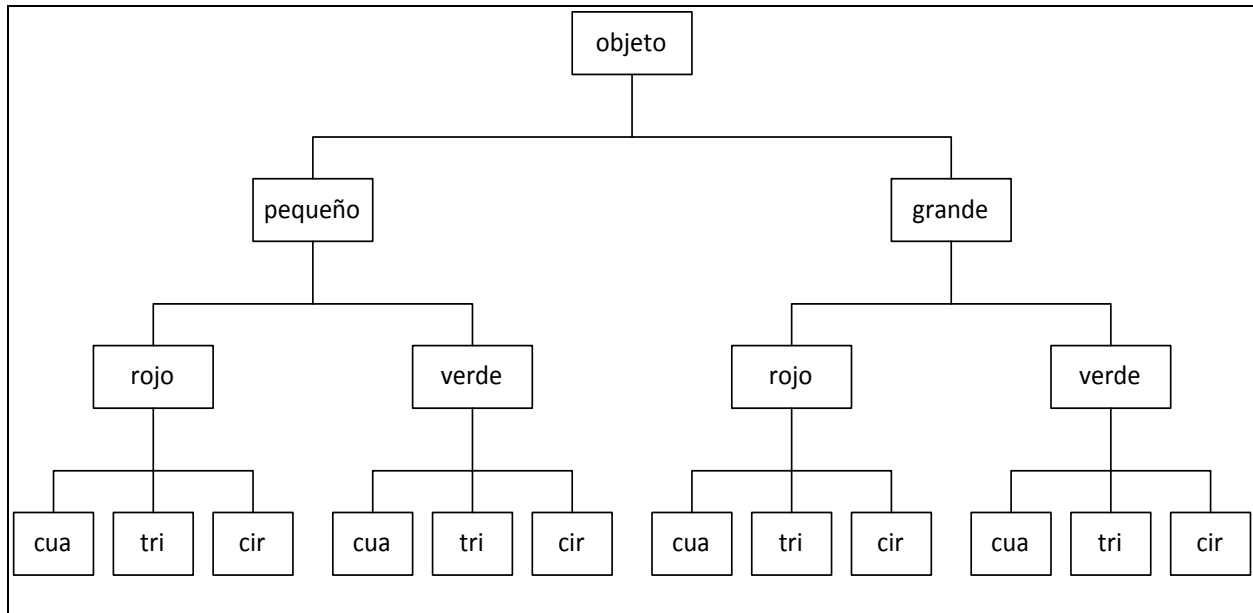 objeto
pequeño grande
rojo verde rojo verde
cua tri cir cua tri cir cua tri cir cua tri cir